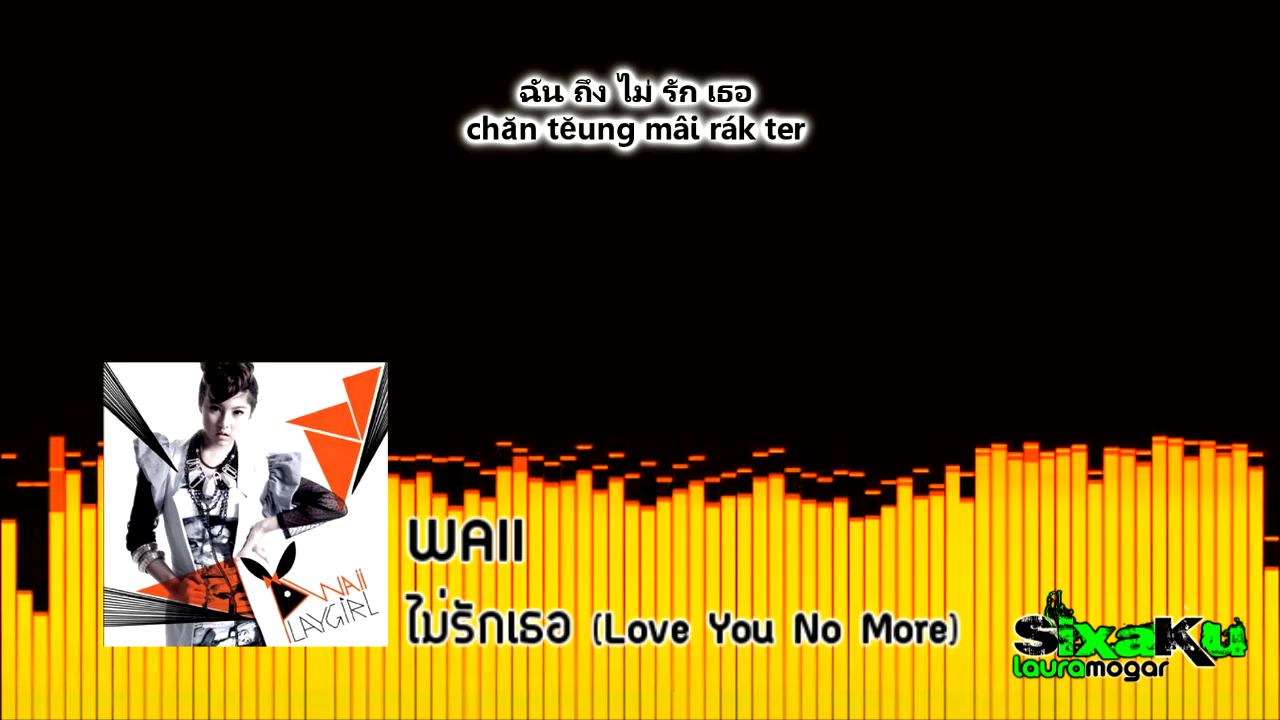 ฉัน ถึง ไม่ รัก เธอ
chăn tĕung mâi rák ter
WAII
PLAYGIRL
WAII
ไม่รักเธอ (Love You No More)
SixaKu
lauramogar